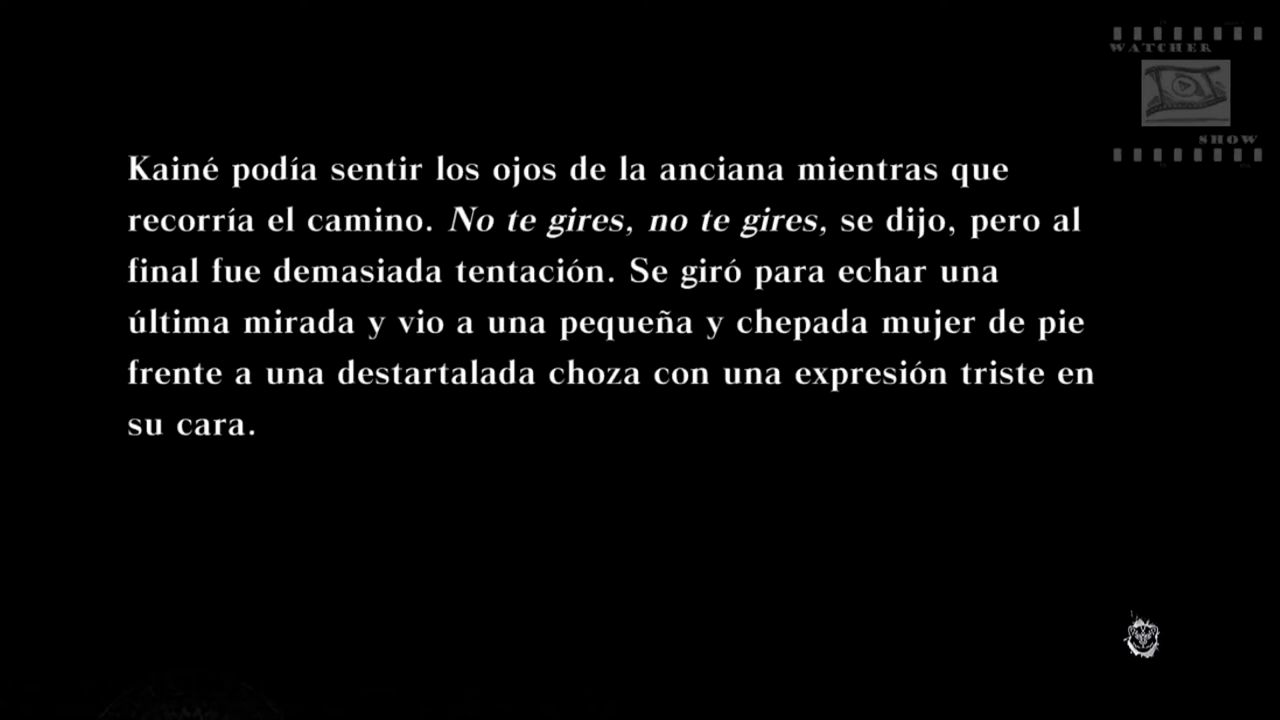 WATCHER
SHOW
Kainé podía sentir los ojos de la anciana mientras que
recorría el camino. No te gires, no te gires, se dijo, pero al
final fue demasiada tentación. Se giró para echar una
última mirada y vio a una pequeña y chepada mujer de pie
frente a una destartalada choza con una expresión triste en
su cara.